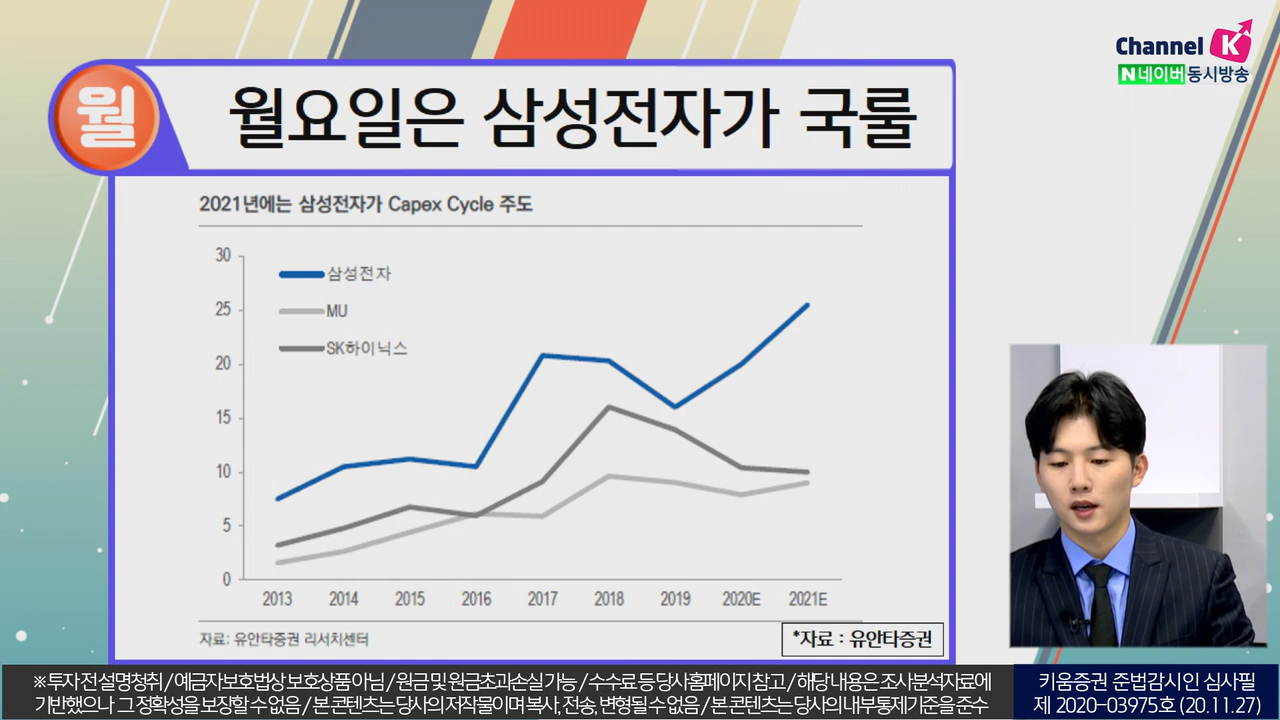 Channel K
N 네이버 동시방송
월
월요일은 삼성전자가 국룰
2021년에는 삼성전자가 Capex Cycle 주도
30
25
20
15
10
5
0
삼성전자
MU
SK하이닉스
2013 2014 2015 2016 2017 2018 2019 2020E 2021E
자료: 유안타증권 리서치센터
*자료 : 유안타증권
※ 투자 전 설명청취 / 예금자보호법상 보호상품 아님 / 원금 및 원금초과손실 가능 / 수수료 등 당사홈페이지 참고 / 해당 내용은 조사분석자료에
기반했으나 그 정확성을 보장할 수 없음 / 본 콘텐츠는 당사의 저작물이며 복사, 전송, 변형될 수 없음 / 본 콘텐츠는 당사의 내부통제기준을 준수
키움증권 준법감시인 심사필
제 2020-03975호 (20.11.27)